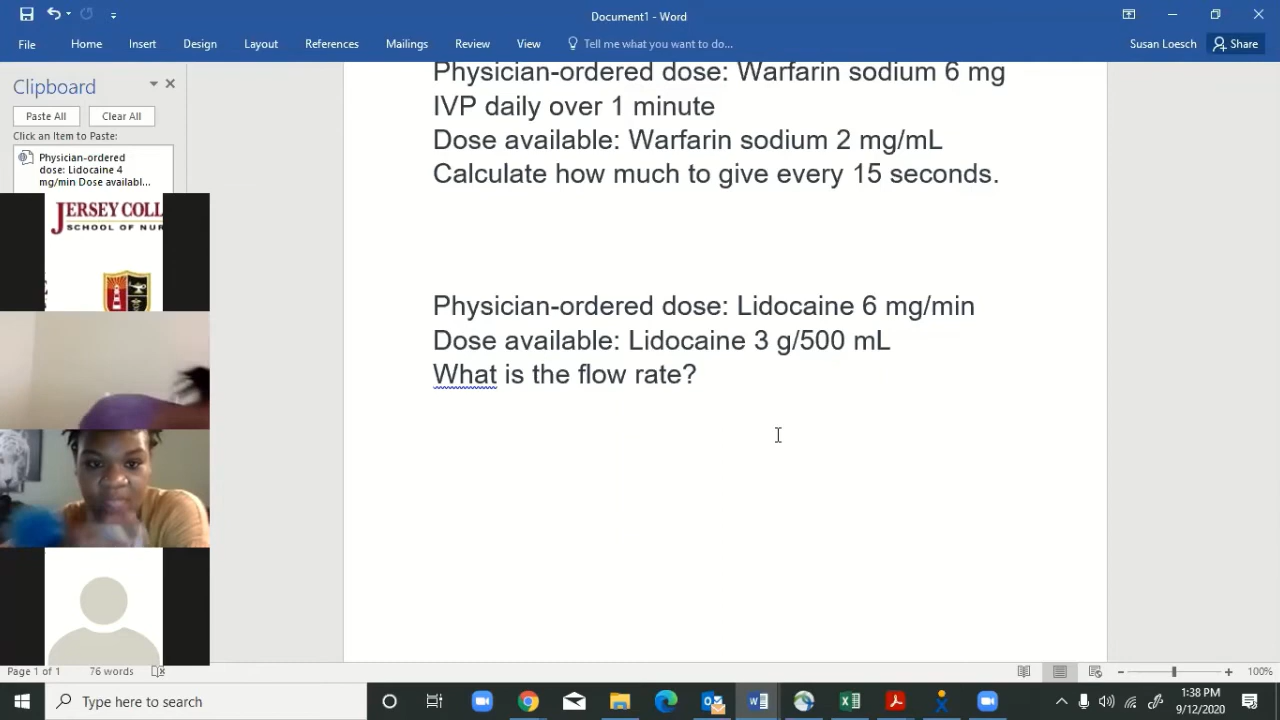 Document1 - Word
File Home Insert Design Layout References Mailings Review View Tell me what you want to do... Susan Loesch Share
Clipboard
Paste All Clear All
Click an Item to Paste:
Physician-ordered
dose: Lidocaine 4
mg/min Dose availabl...
JERSEY COLL
SCHOOL OF NUR
Physician-ordered dose: Warfarin sodium 6 mg
IVP daily over 1 minute
Dose available: Warfarin sodium 2 mg/mL
Calculate how much to give every 15 seconds.
Physician-ordered dose: Lidocaine 6 mg/min
Dose available: Lidocaine 3 g/500 mL
What is the flow rate?
Page 1 of 1 76 words 100%
Type here to search
1:38 PM
9/12/2020